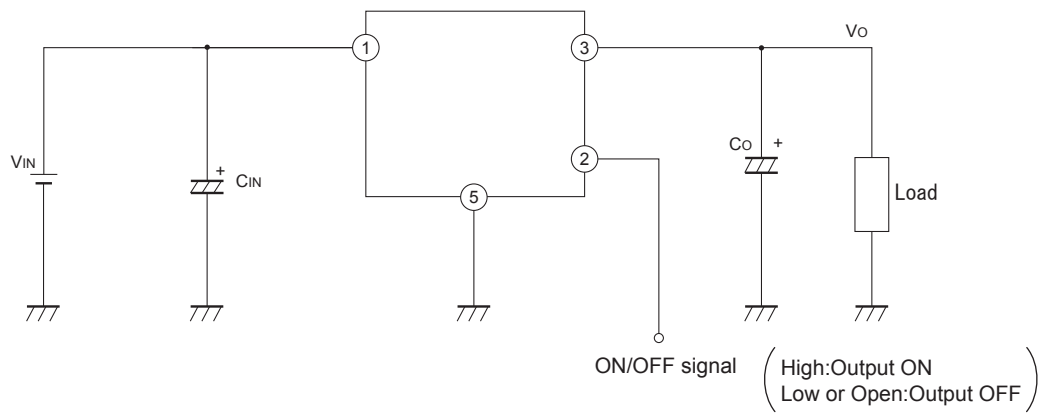 1
3
Vo
VIN
+
CIN
2
Co +
5
Load
ON/OFF signal
High:Output ON
Low or Open:Output OFF